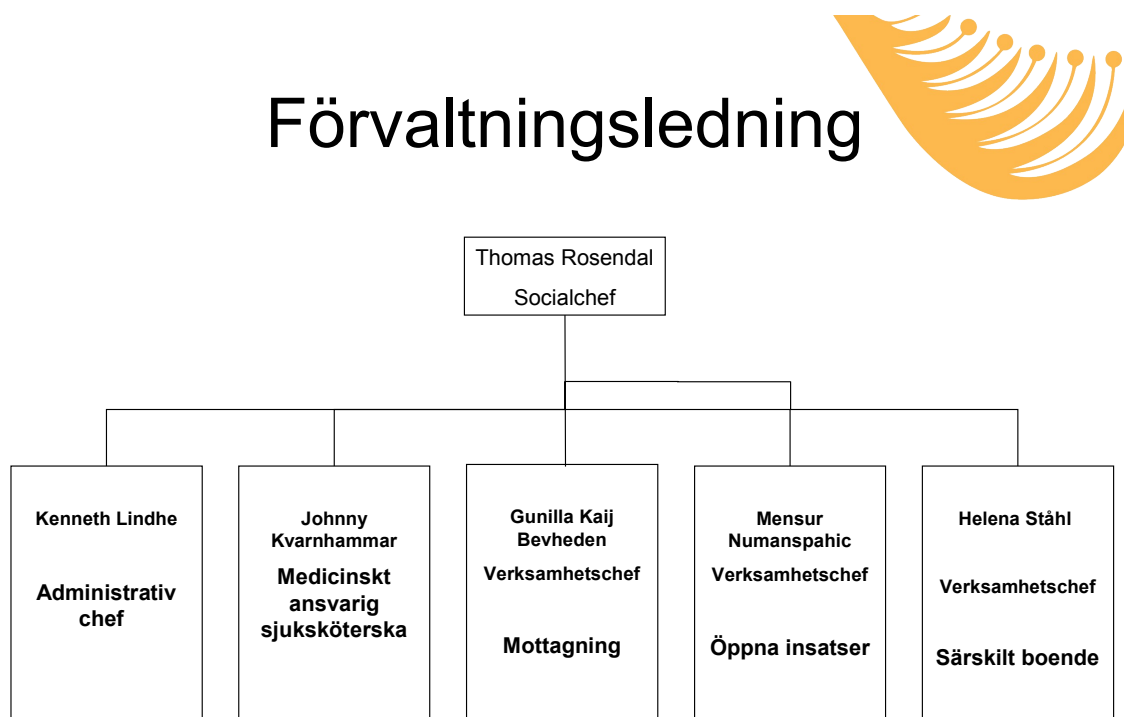 Förvaltningsledning
Thomas Rosendal
Socialchef
Kenneth Lindhe
Administrativ
chef
Johnny
Kvarnhammar
Medicinskt
ansvarig
sjuksköterska
Gunilla Kaij
Bevheden
Verksamhetschef
Mottagning
Mensur
Numanspahic
Verksamhetschef
Öppna insatser
Helena Ståhl
Verksamhetschef
Särskilt boende